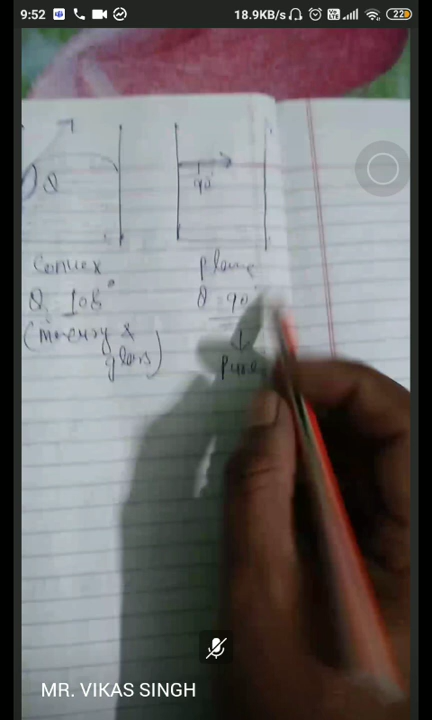 9:52
18.9KB/s
22
90
Convex
plane
θ 108°
θ = 90°
(mercury &
glass)
pure
MR. VIKAS SINGH